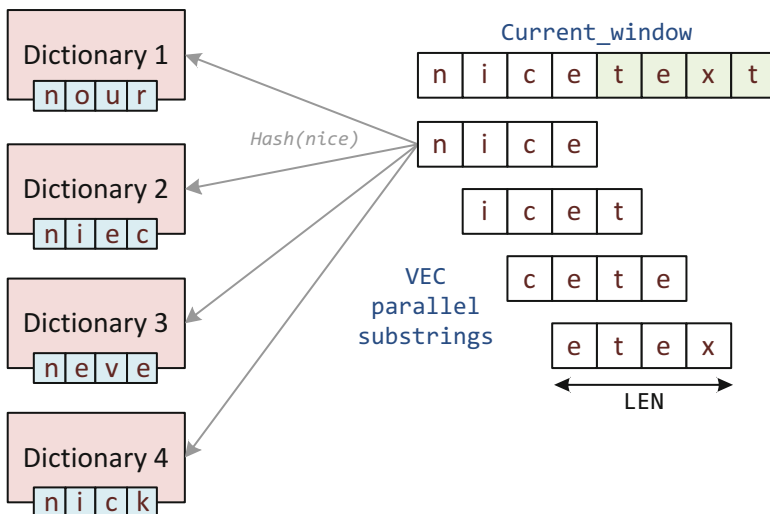 Dictionary 1
n o u r
Dictionary 2
n i e c
Dictionary 3
n e v e
Dictionary 4
n i c k
Hash(nice)
Current_window
n i c e t e x t
n i c e
i c e t
c e t e
e t e x
VEC
parallel
substrings
LEN